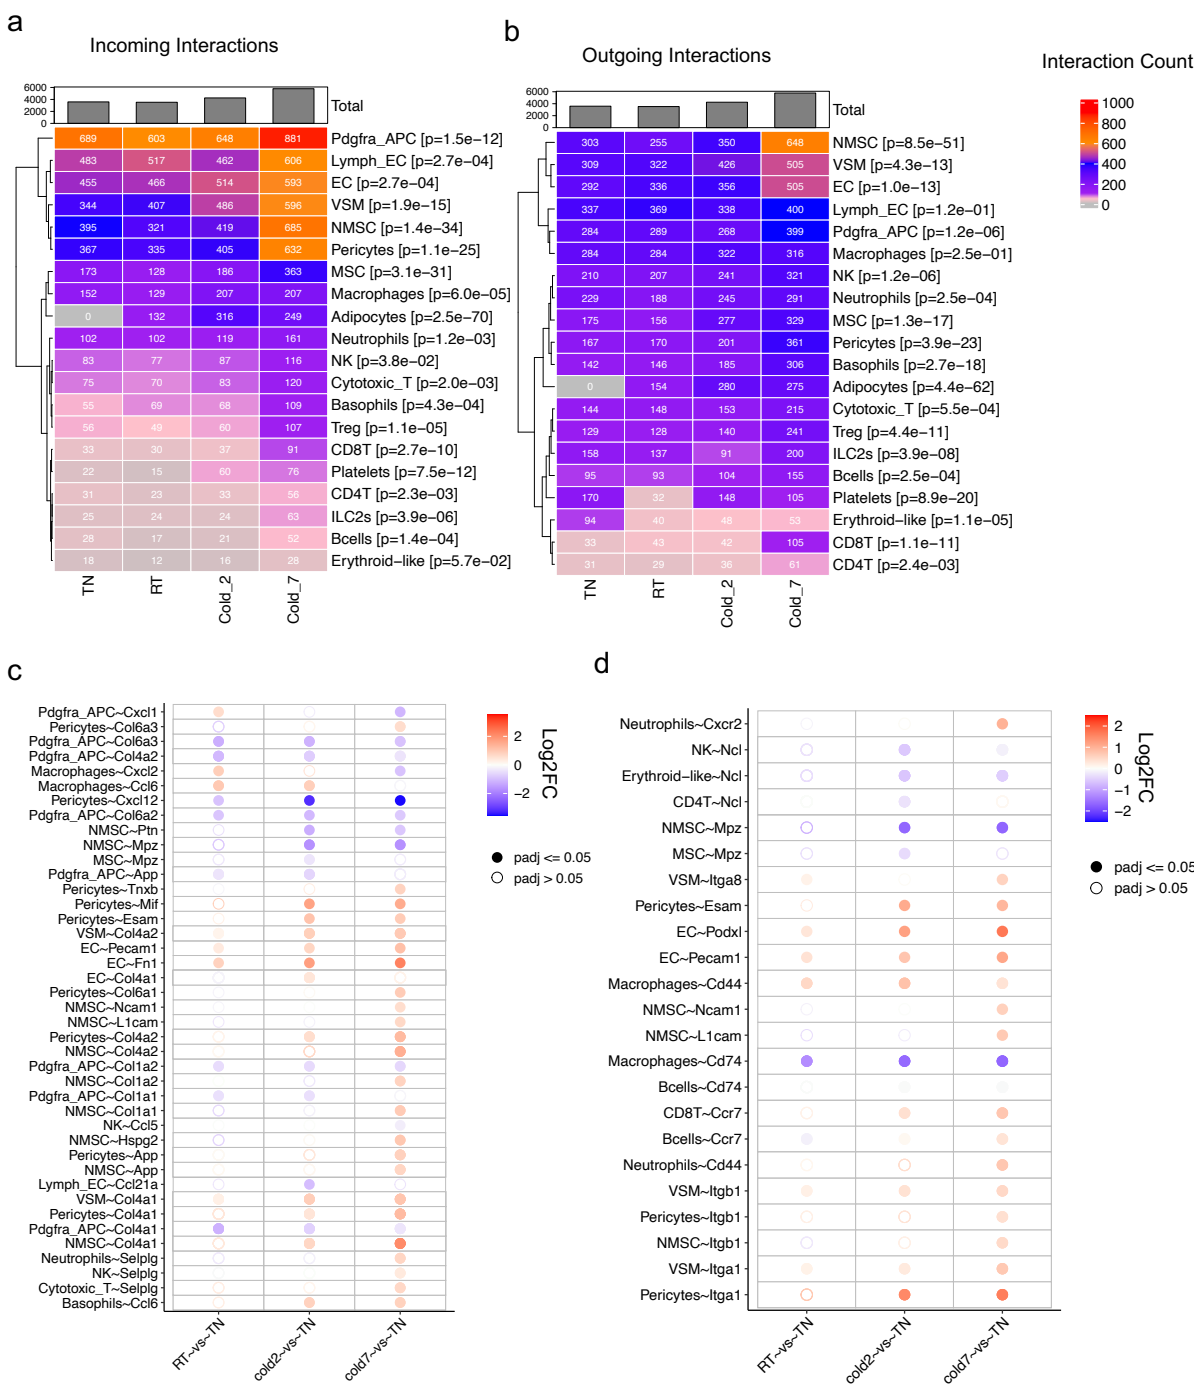 a
Incoming Interactions
6000
4000
2000
0
Total
689 603 648 881 Pdgfra_APC [p=1.5e−12]
483 517 462 606 Lymph_EC [p=2.7e−04]
455 466 514 593 EC [p=2.7e−04]
344 407 486 596 VSM [p=1.9e−15]
395 321 419 685 NMSC [p=1.4e−34]
367 335 405 632 Pericytes [p=1.1e−25]
173 128 186 363 MSC [p=3.1e−31]
152 129 207 207 Macrophages [p=6.0e−05]
0 132 316 249 Adipocytes [p=2.5e−70]
102 102 119 161 Neutrophils [p=1.2e−03]
83 77 87 116 NK [p=3.8e−02]
75 70 83 120 Cytotoxic_T [p=2.0e−03]
55 69 68 109 Basophils [p=4.3e−04]
56 49 60 107 Treg [p=1.1e−05]
33 30 37 91 CD8T [p=2.7e−10]
22 15 60 76 Platelets [p=7.5e−12]
31 23 33 56 CD4T [p=2.3e−03]
25 24 24 63 ILC2s [p=3.9e−06]
28 17 21 52 Bcells [p=1.4e−04]
18 12 16 28 Erythroid−like [p=5.7e−02]
TN RT Cold_2 Cold_7
b
Outgoing Interactions
6000
4000
2000
0
Total
303 255 350 648 NMSC [p=8.5e−51]
309 322 426 505 VSM [p=4.3e−13]
292 336 356 505 EC [p=1.0e−13]
337 369 338 400 Lymph_EC [p=1.2e−01]
284 289 268 399 Pdgfra_APC [p=1.2e−06]
284 284 322 316 Macrophages [p=2.5e−01]
210 207 241 321 NK [p=1.2e−06]
229 188 245 291 Neutrophils [p=2.5e−04]
175 156 277 329 MSC [p=1.3e−17]
167 170 201 361 Pericytes [p=3.9e−23]
142 146 185 306 Basophils [p=2.7e−18]
0 154 280 275 Adipocytes [p=4.4e−62]
144 148 153 215 Cytotoxic_T [p=5.5e−04]
129 128 140 241 Treg [p=4.4e−11]
158 137 91 200 ILC2s [p=3.9e−08]
95 93 104 155 Bcells [p=2.5e−04]
170 32 148 105 Platelets [p=8.9e−20]
94 40 48 53 Erythroid−like [p=1.1e−05]
33 43 42 105 CD8T [p=1.1e−11]
31 29 36 61 CD4T [p=2.4e−03]
TN RT Cold_2 Cold_7
Interaction Count
1000
800
600
400
200
0
c
Pdgfra_APC~Cxcl1
Pericytes~Col6a3
Pdgfra_APC~Col6a3
Pdgfra_APC~Col4a2
Macrophages~Cxcl2
Macrophages~Ccl6
Pericytes~Cxcl12
Pdgfra_APC~Col6a2
NMSC~Ptn
NMSC~Mpz
MSC~Mpz
Pdgfra_APC~App
Pericytes~Tnxb
Pericytes~Mif
Pericytes~Esam
VSM~Col4a2
EC~Pecam1
EC~Fn1
EC~Col4a1
Pericytes~Col6a1
NMSC~Ncam1
NMSC~L1cam
Pericytes~Col4a2
NMSC~Col4a2
Pdgfra_APC~Col1a2
NMSC~Col1a2
Pdgfra_APC~Col1a1
NMSC~Col1a1
NK~Ccl5
NMSC~Hspg2
Pericytes~App
NMSC~App
Lymph_EC~Ccl21a
VSM~Col4a1
Pericytes~Col4a1
Pdgfra_APC~Col4a1
NMSC~Col4a1
Neutrophils~Selplg
NK~Selplg
Cytotoxic_T~Selplg
Basophils~Ccl6
RT~vs~TN
cold2~vs~TN
cold7~vs~TN
2
0
−2
Log2FC
padj <= 0.05
padj > 0.05
d
Neutrophils~Cxcr2
NK~Ncl
Erythroid−like~Ncl
CD4T~Ncl
NMSC~Mpz
MSC~Mpz
VSM~Itga8
Pericytes~Esam
EC~Podxl
EC~Pecam1
Macrophages~Cd44
NMSC~Ncam1
NMSC~L1cam
Macrophages~Cd74
Bcells~Cd74
CD8T~Ccr7
Bcells~Ccr7
Neutrophils~Cd44
VSM~Itgb1
Pericytes~Itgb1
NMSC~Itgb1
VSM~Itga1
Pericytes~Itga1
RT~vs~TN
cold2~vs~TN
cold7~vs~TN
2
1
0
−1
−2
Log2FC
padj <= 0.05
padj > 0.05